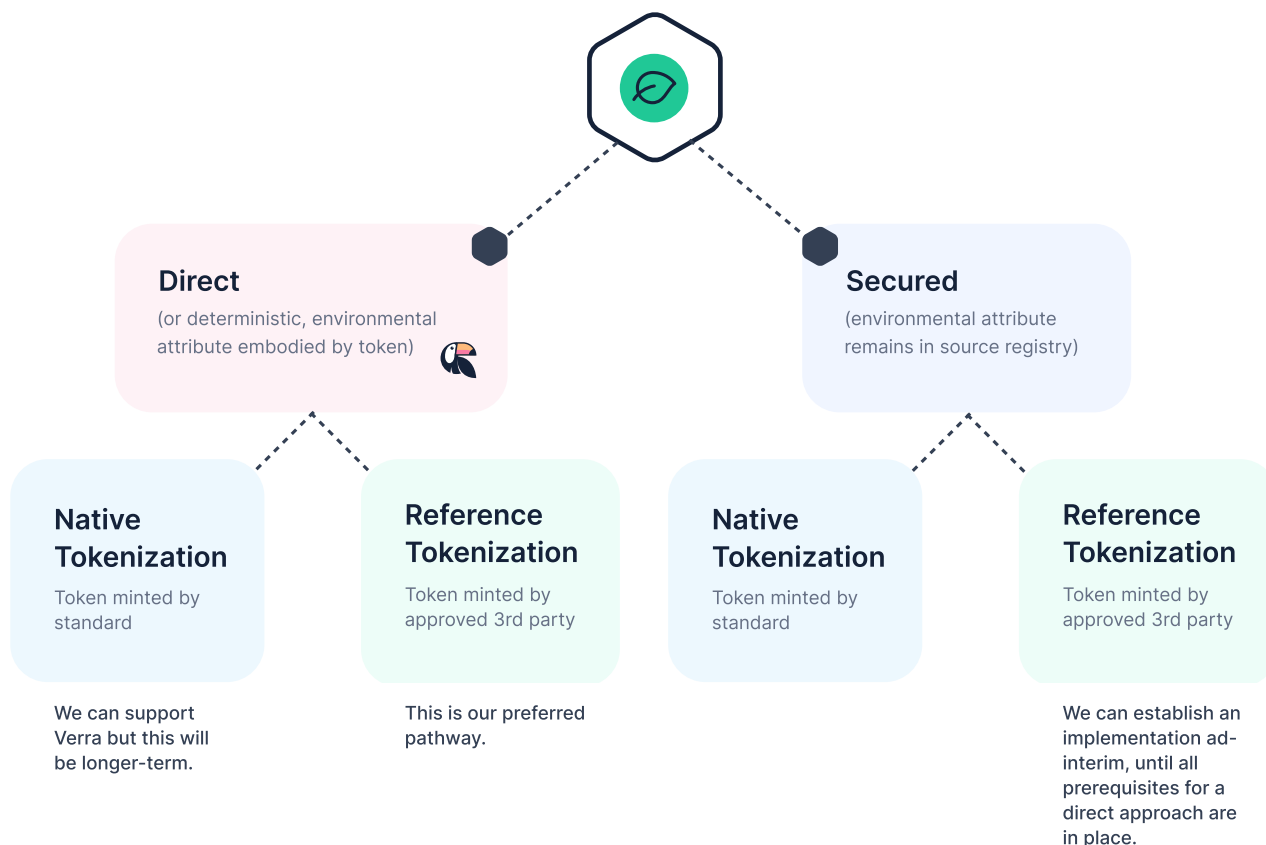 Direct
(or deterministic, environmental
attribute embodied by token)
Secured
(environmental attribute
remains in source registry)
Native
Tokenization
Token minted by
standard
We can support
Verra but this will
be longer-term.
Reference
Tokenization
Token minted by
approved 3rd party
This is our preferred
pathway.
Native
Tokenization
Token minted by
standard
Reference
Tokenization
Token minted by
approved 3rd party
We can establish an
implementation ad-
interim, until all
prerequisites for a
direct approach are
in place.